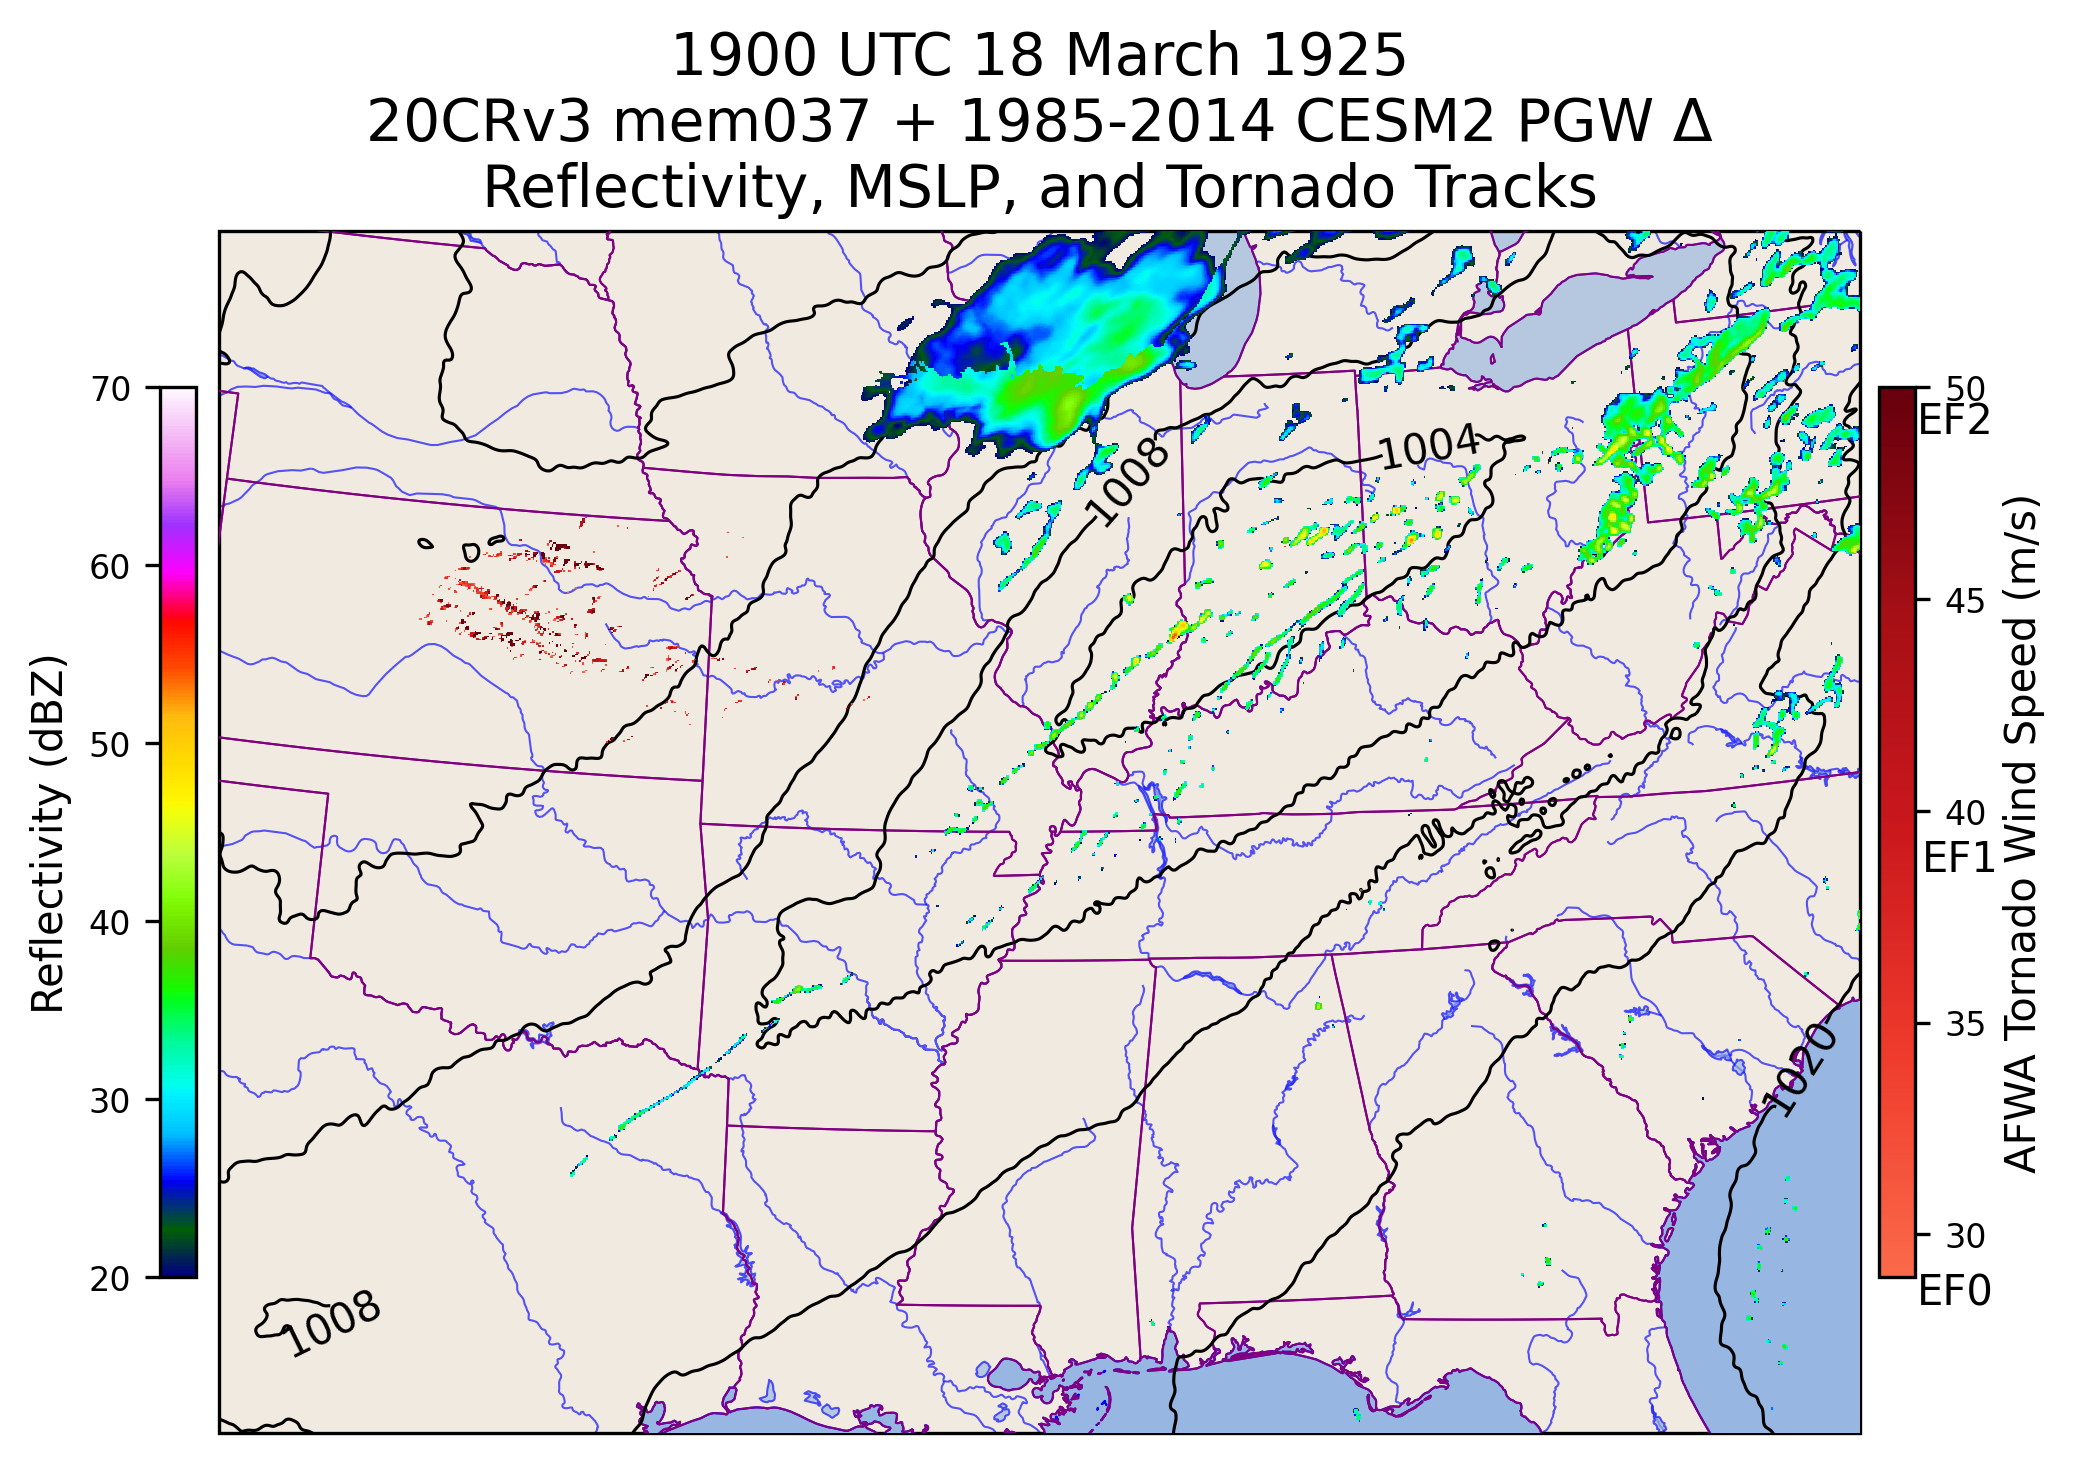 1900 UTC 18 March 1925
20CRv3 mem037 + 1985-2014 CESM2 PGW Δ
Reflectivity, MSLP, and Tornado Tracks
Reflectivity (dBZ)
70
60
50
40
30
20
1004
1008
1020
1008
50
EF2
45
40
EF1
35
30
EF0
AFWA Tornado Wind Speed (m/s)